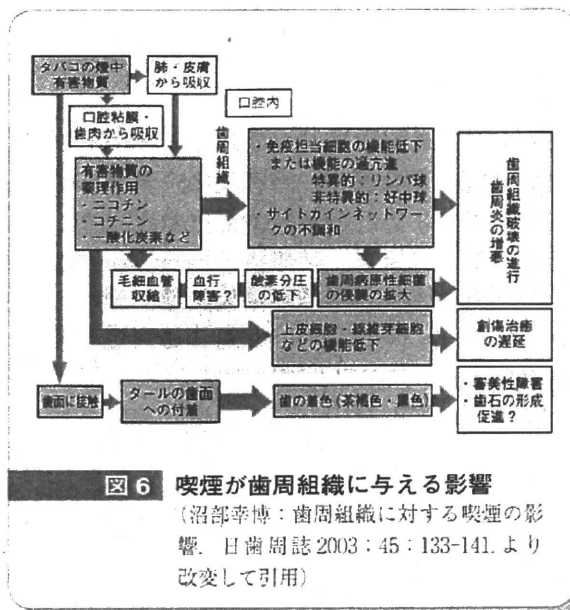 タバコの煙中
有害物質
肺・皮膚
から吸収
口腔内
口腔粘膜・
歯肉から吸収
歯周組織
有害物質の
薬理作用
・ニコチン
・コチニン
・一酸化炭素など
・免疫担当細胞の機能低下
または機能の過亢進
特異的：リンパ球
非特異的：好中球
・サイトカインネットワー
クの不調和
歯周組織破壊の進行
歯周炎の増悪
毛細血管
収縮
血行
障害？
酸素分圧
の低下
歯周病原性細菌
の侵襲の拡大
上皮細胞・線維芽細胞
などの機能低下
創傷治癒
の遅延
歯面に接触
タールの歯面
への付着
歯の着色（茶褐色・黒色）
・審美性障害
・歯石の形成
促進？
図6 喫煙が歯周組織に与える影響
（沼部幸博：歯周組織に対する喫煙の影
響. 日歯周誌2003：45：133-141.より
改変して引用）